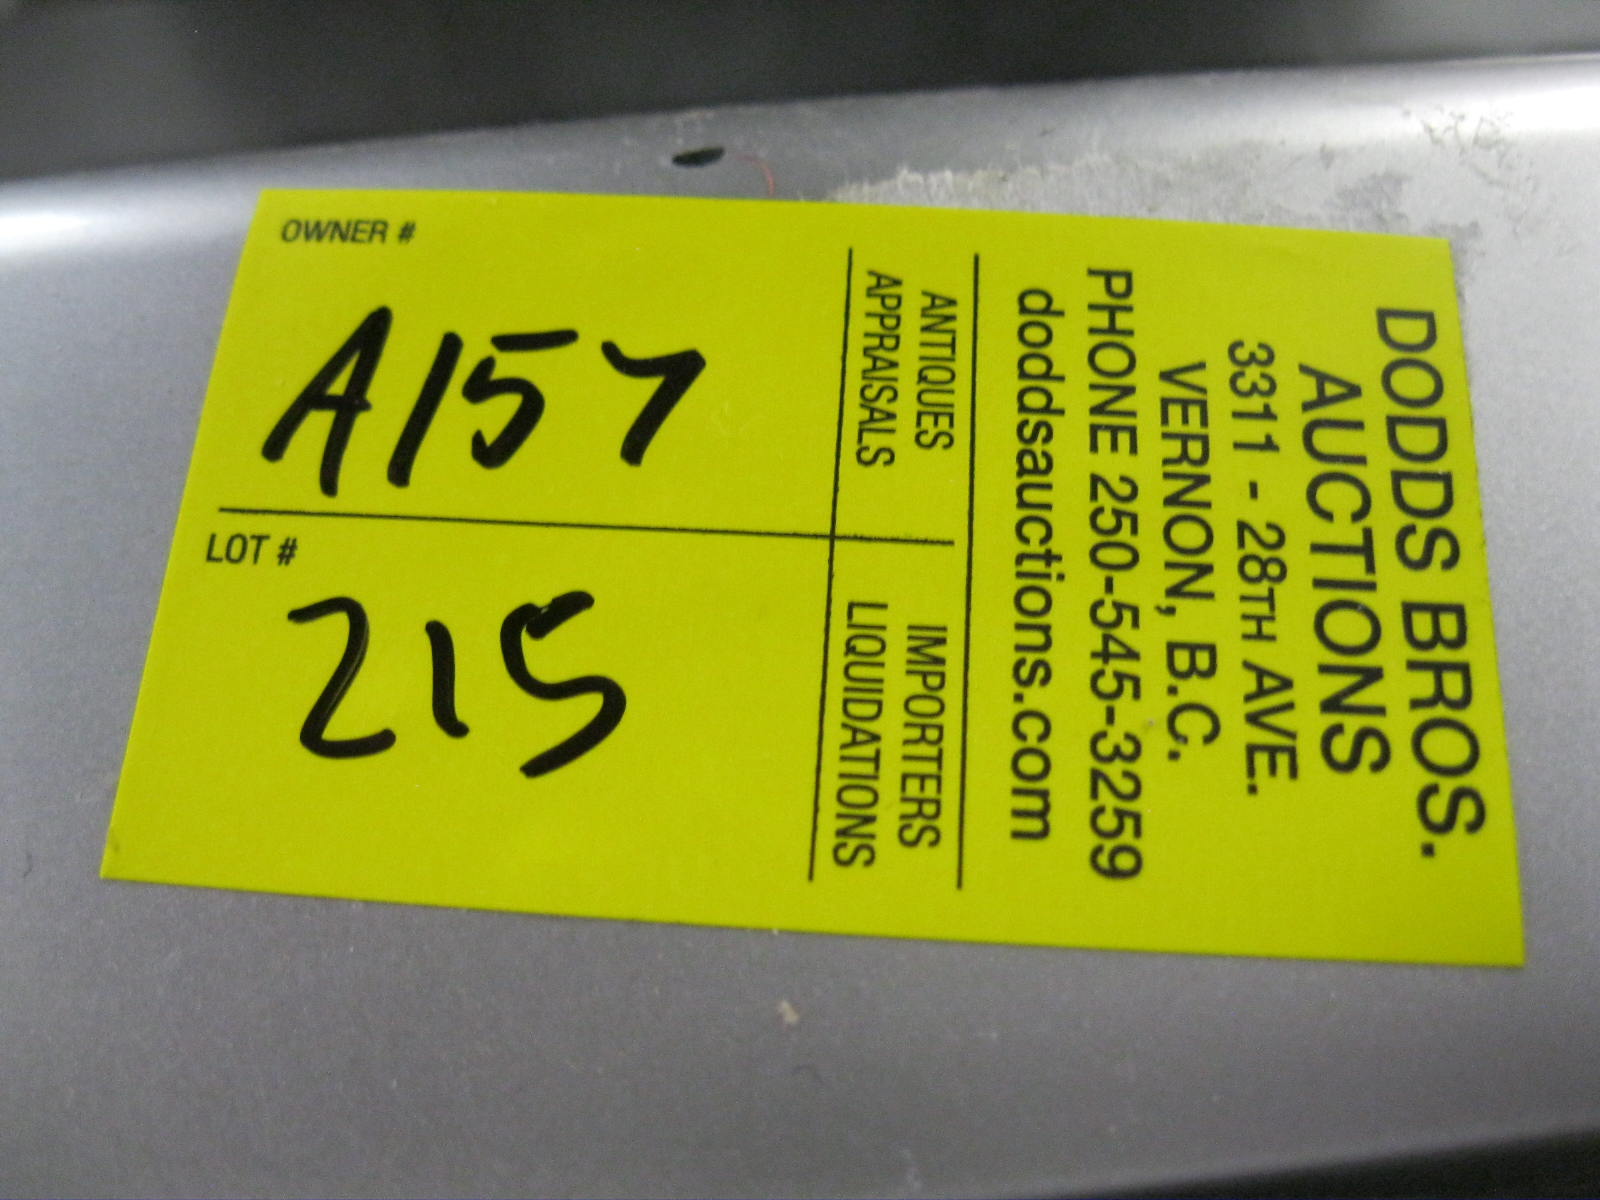 DODDS BROS.
AUCTIONS
3311 - 28TH AVE.
VERNON, B.C.
PHONE 250-545-3259
doddsauctions.com
ANTIQUES
APPRAISALS
IMPORTERS
LIQUIDATIONS
OWNER #
A157
LOT #
215